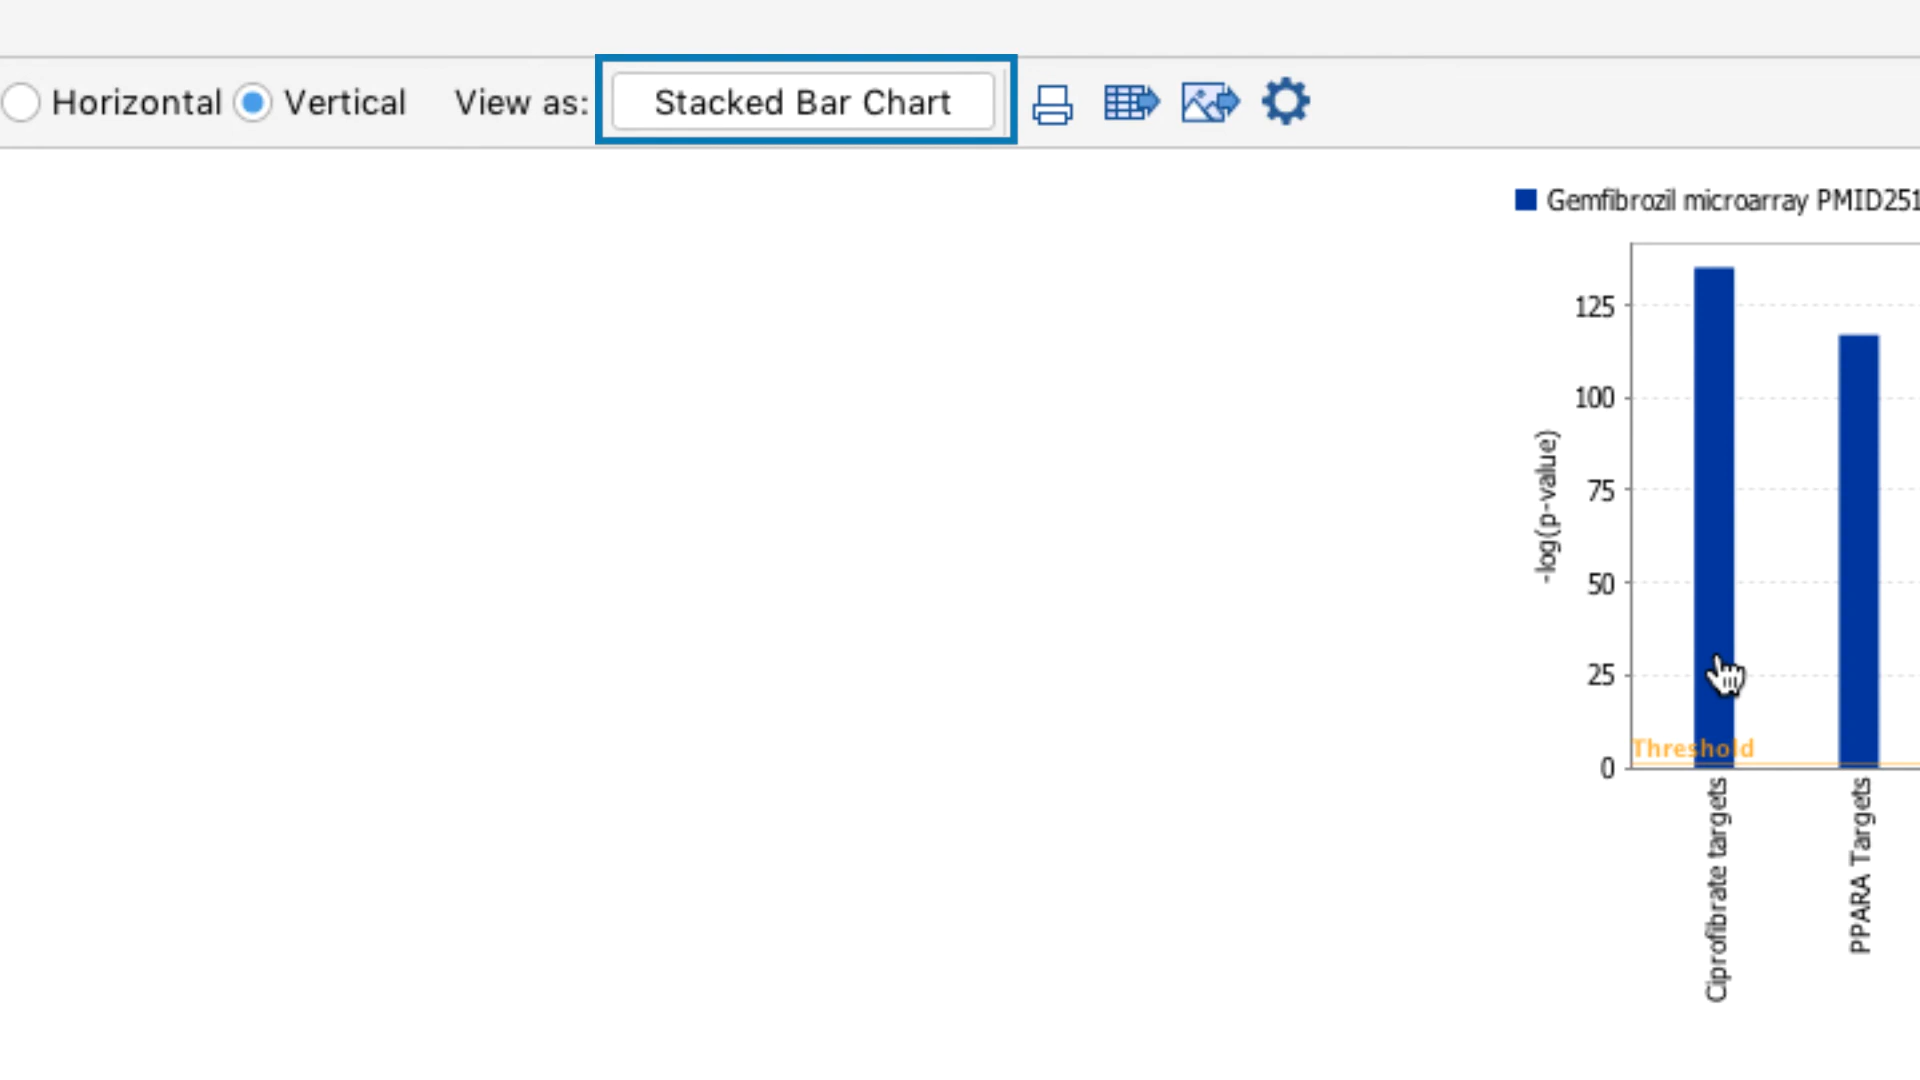 Horizontal Vertical View as: Stacked Bar Chart
Gemfibrozil microarray PMID251
125
100
75
50
25
0
-log(p-value)
Threshold
Ciprofibrate targets
PPARA Targets